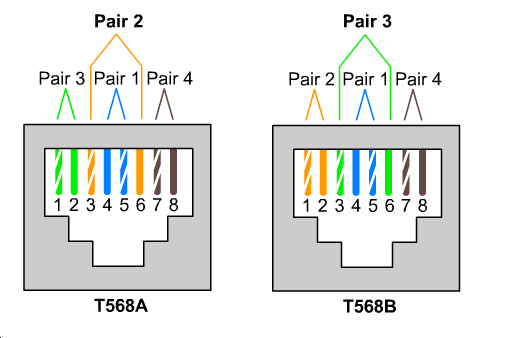 Pair 2
Pair 3 Pair 1 Pair 4
1 2 3 4 5 6 7 8
T568A
Pair 3
Pair 2 Pair 1 Pair 4
1 2 3 4 5 6 7 8
T568B